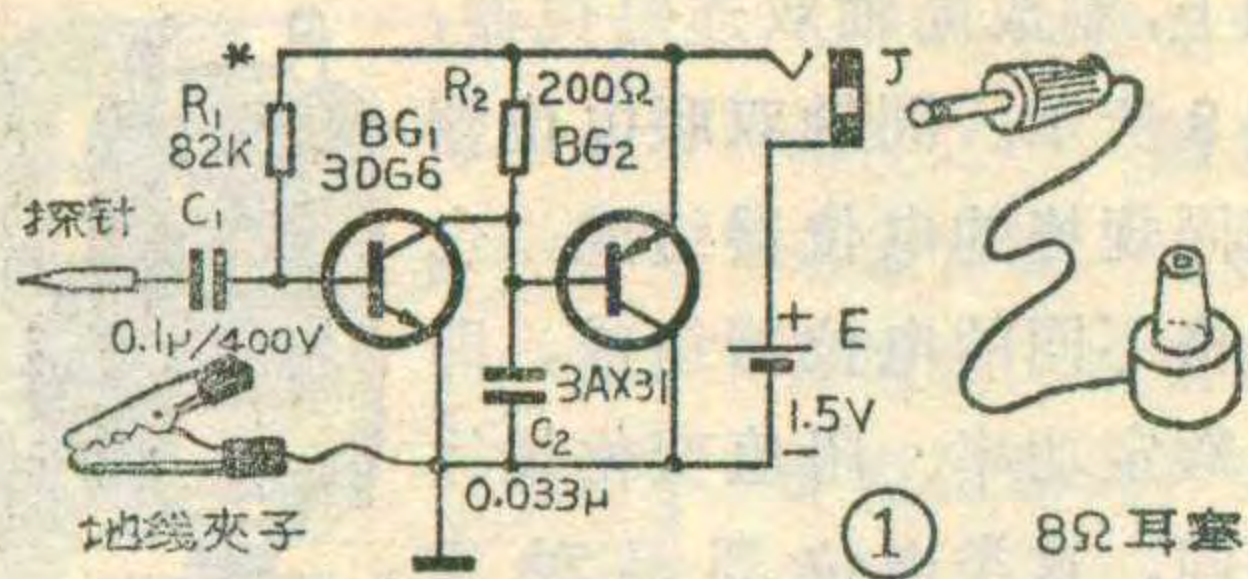 *
R₁
82K
BG₁
3DG6
R₂
200Ω
BG₂
J
探针
C₁
0.1μ/400V
3AX31
C₂
0.033μ
+
E
1.5V
−
地线夹子
①
8Ω耳塞